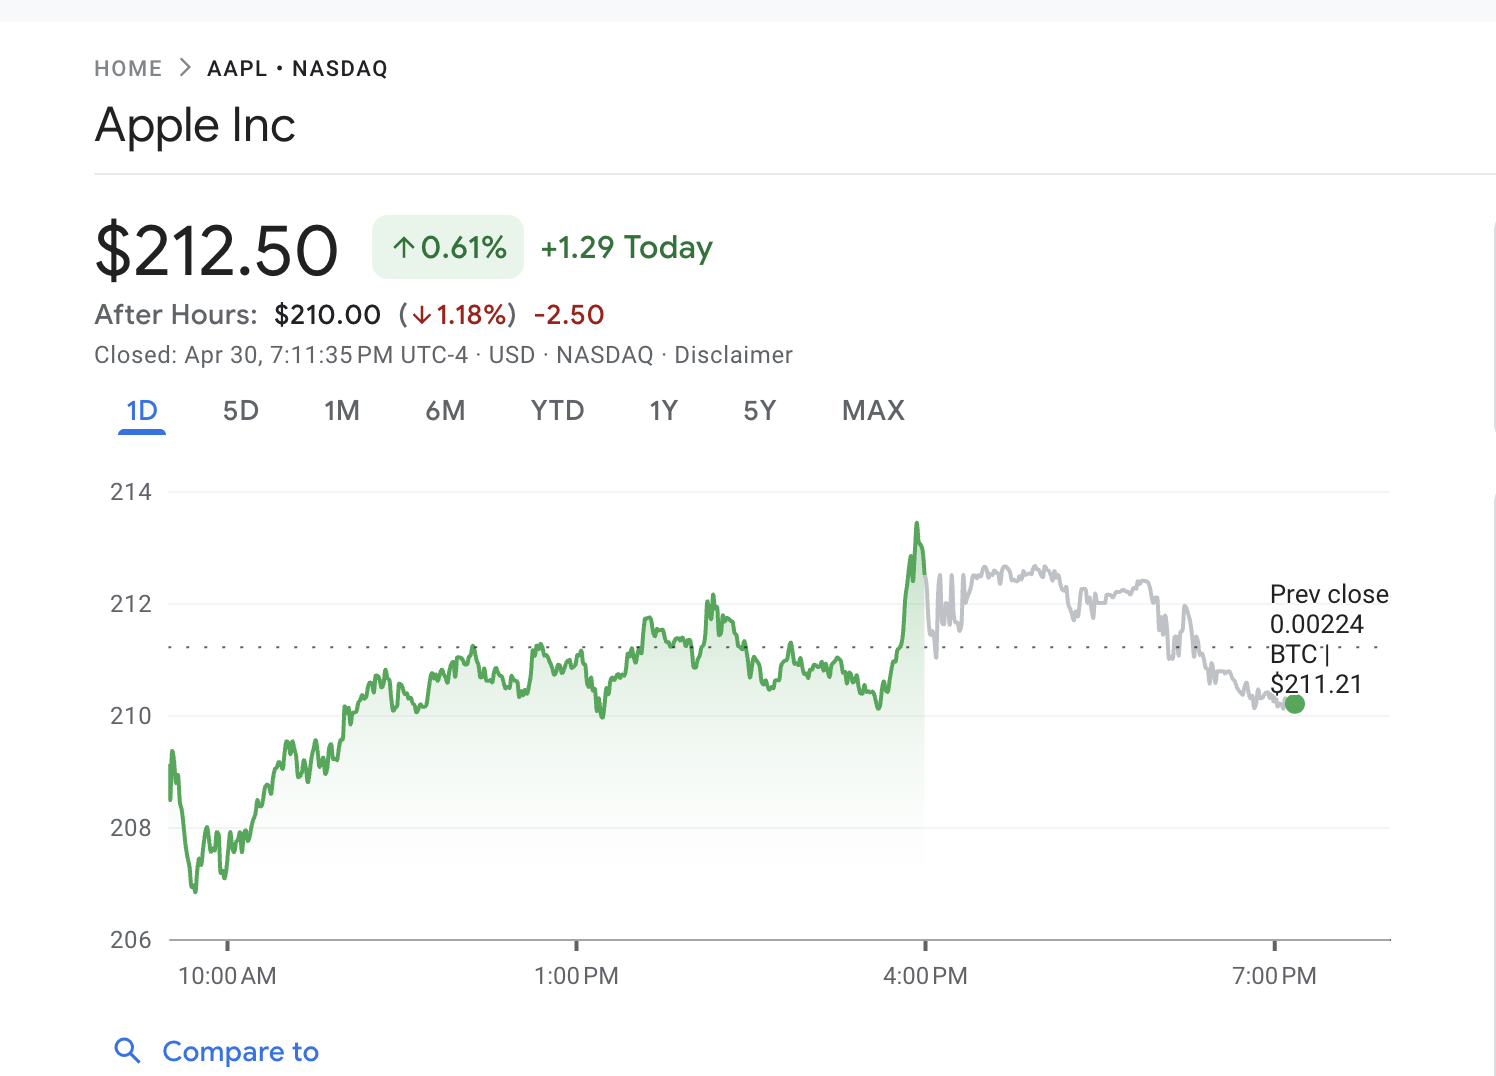 HOME > AAPL • NASDAQ
Apple Inc
$212.50 ↑0.61% +1.29 Today
After Hours: $210.00 (↓1.18%) -2.50
Closed: Apr 30, 7:11:35 PM UTC-4 · USD · NASDAQ · Disclaimer
1D 5D 1M 6M YTD 1Y 5Y MAX
214
212
210
208
206
Prev close
0.00224
BTC |
$211.21
10:00 AM 1:00 PM 4:00 PM 7:00 PM
Compare to